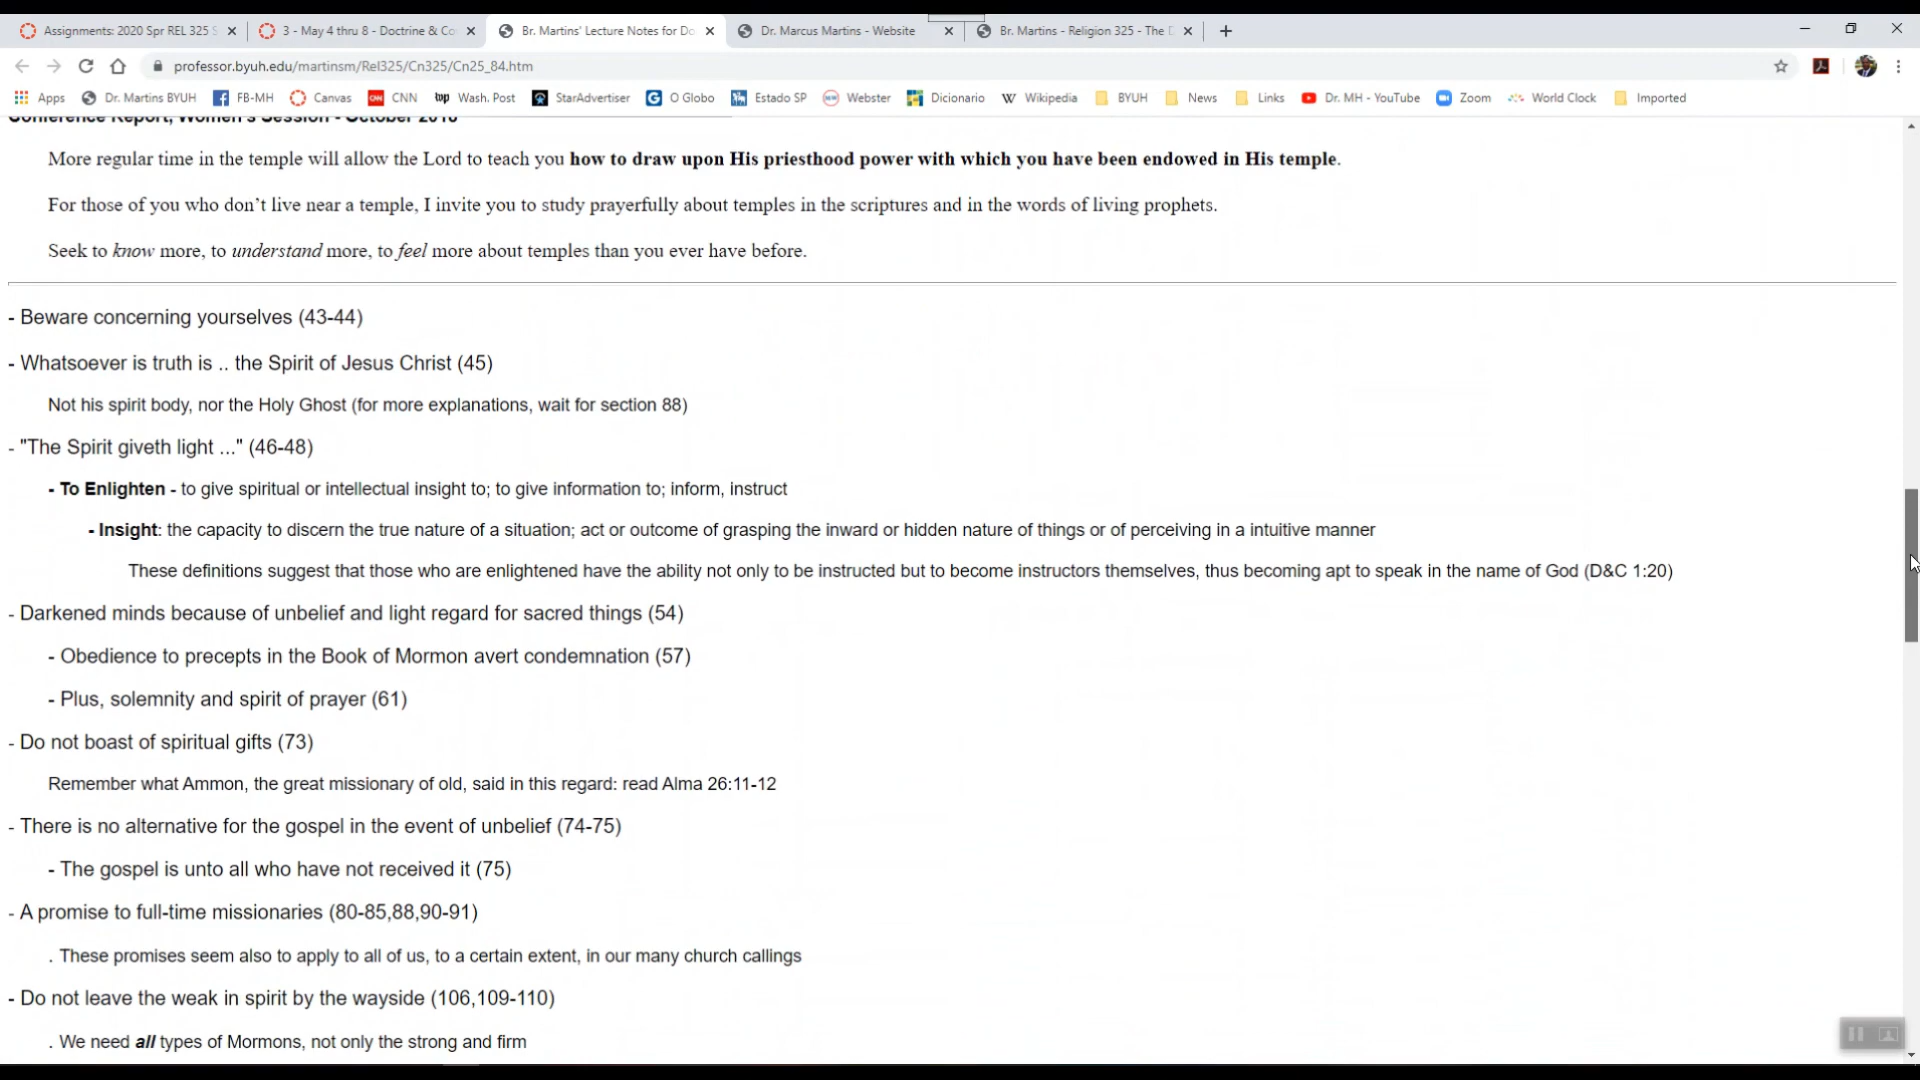 Assignments: 2020 Spr REL 325 S
3 - May 4 thru 8 - Doctrine & Co
Br. Martins' Lecture Notes for Do
Dr. Marcus Martins - Website
Br. Martins - Religion 325 - The D
professor.byuh.edu/martinsm/Rel325/Cn325/Cn25_84.htm
Apps Dr. Martins BYUH FB-MH Canvas CNN Wash. Post StarAdvertiser O Globo Estado SP Webster Dicionario Wikipedia BYUH News Links Dr. MH - YouTube Zoom World Clock Imported
Conference Report, Women's Session - October 2018
More regular time in the temple will allow the Lord to teach you how to draw upon His priesthood power with which you have been endowed in His temple.
For those of you who don’t live near a temple, I invite you to study prayerfully about temples in the scriptures and in the words of living prophets.
Seek to know more, to understand more, to feel more about temples than you ever have before.
- Beware concerning yourselves (43-44)
- Whatsoever is truth is .. the Spirit of Jesus Christ (45)
Not his spirit body, nor the Holy Ghost (for more explanations, wait for section 88)
- "The Spirit giveth light ..." (46-48)
- To Enlighten - to give spiritual or intellectual insight to; to give information to; inform, instruct
- Insight: the capacity to discern the true nature of a situation; act or outcome of grasping the inward or hidden nature of things or of perceiving in a intuitive manner
These definitions suggest that those who are enlightened have the ability not only to be instructed but to become instructors themselves, thus becoming apt to speak in the name of God (D&C 1:20)
- Darkened minds because of unbelief and light regard for sacred things (54)
- Obedience to precepts in the Book of Mormon avert condemnation (57)
- Plus, solemnity and spirit of prayer (61)
- Do not boast of spiritual gifts (73)
Remember what Ammon, the great missionary of old, said in this regard: read Alma 26:11-12
- There is no alternative for the gospel in the event of unbelief (74-75)
- The gospel is unto all who have not received it (75)
- A promise to full-time missionaries (80-85,88,90-91)
. These promises seem also to apply to all of us, to a certain extent, in our many church callings
- Do not leave the weak in spirit by the wayside (106,109-110)
. We need all types of Mormons, not only the strong and firm